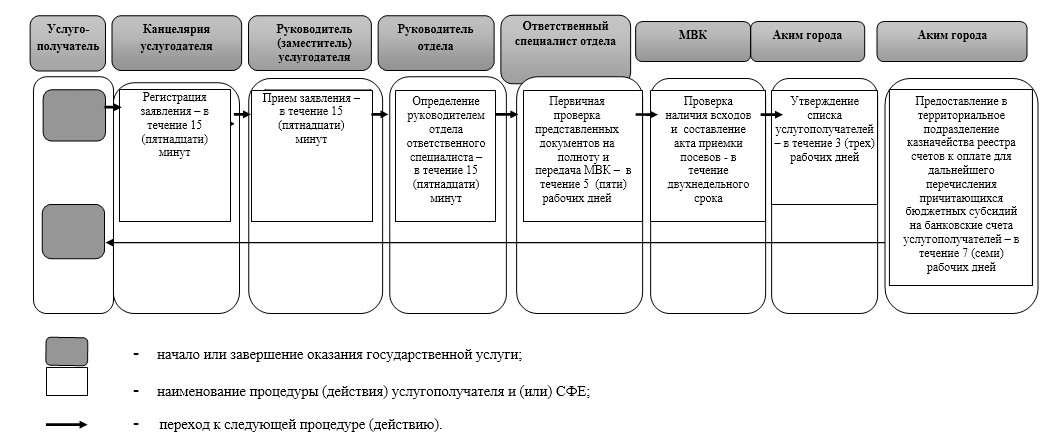 Услуго-
получатель
Канцелярия
услугодателя
Руководитель
(заместитель)
услугодателя
Руководитель
отдела
Ответственный
специалист отдела
МВК
Аким города
Аким города
Регистрация
заявления – в
течение 15
(пятнадцати)
минут
Прием заявления –
в течение 15
(пятнадцати)
минут
Определение
руководителем
отдела
ответственного
специалиста –
в течение 15
(пятнадцати)
минут
Первичная
проверка
представленных
документов на
полноту и
передача МВК – в
течение 5 (пяти)
рабочих дней
Проверка
наличия всходов
и составление
акта приемки
посевов - в
течение
двухнедельного
срока
Утверждение
списка
услугополучателей
– в течение 3 (трех)
рабочих дней
Предоставление в
территориальное
подразделение
казначейства реестра
счетов к оплате для
дальнейшего
перечисления
причитающихся
бюджетных субсидий
на банковские счета
услугополучателей – в
течение 7 (семи)
рабочих дней
- начало или завершение оказания государственной услуги;
- наименование процедуры (действия) услугополучателя и (или) СФЕ;
- переход к следующей процедуре (действию).